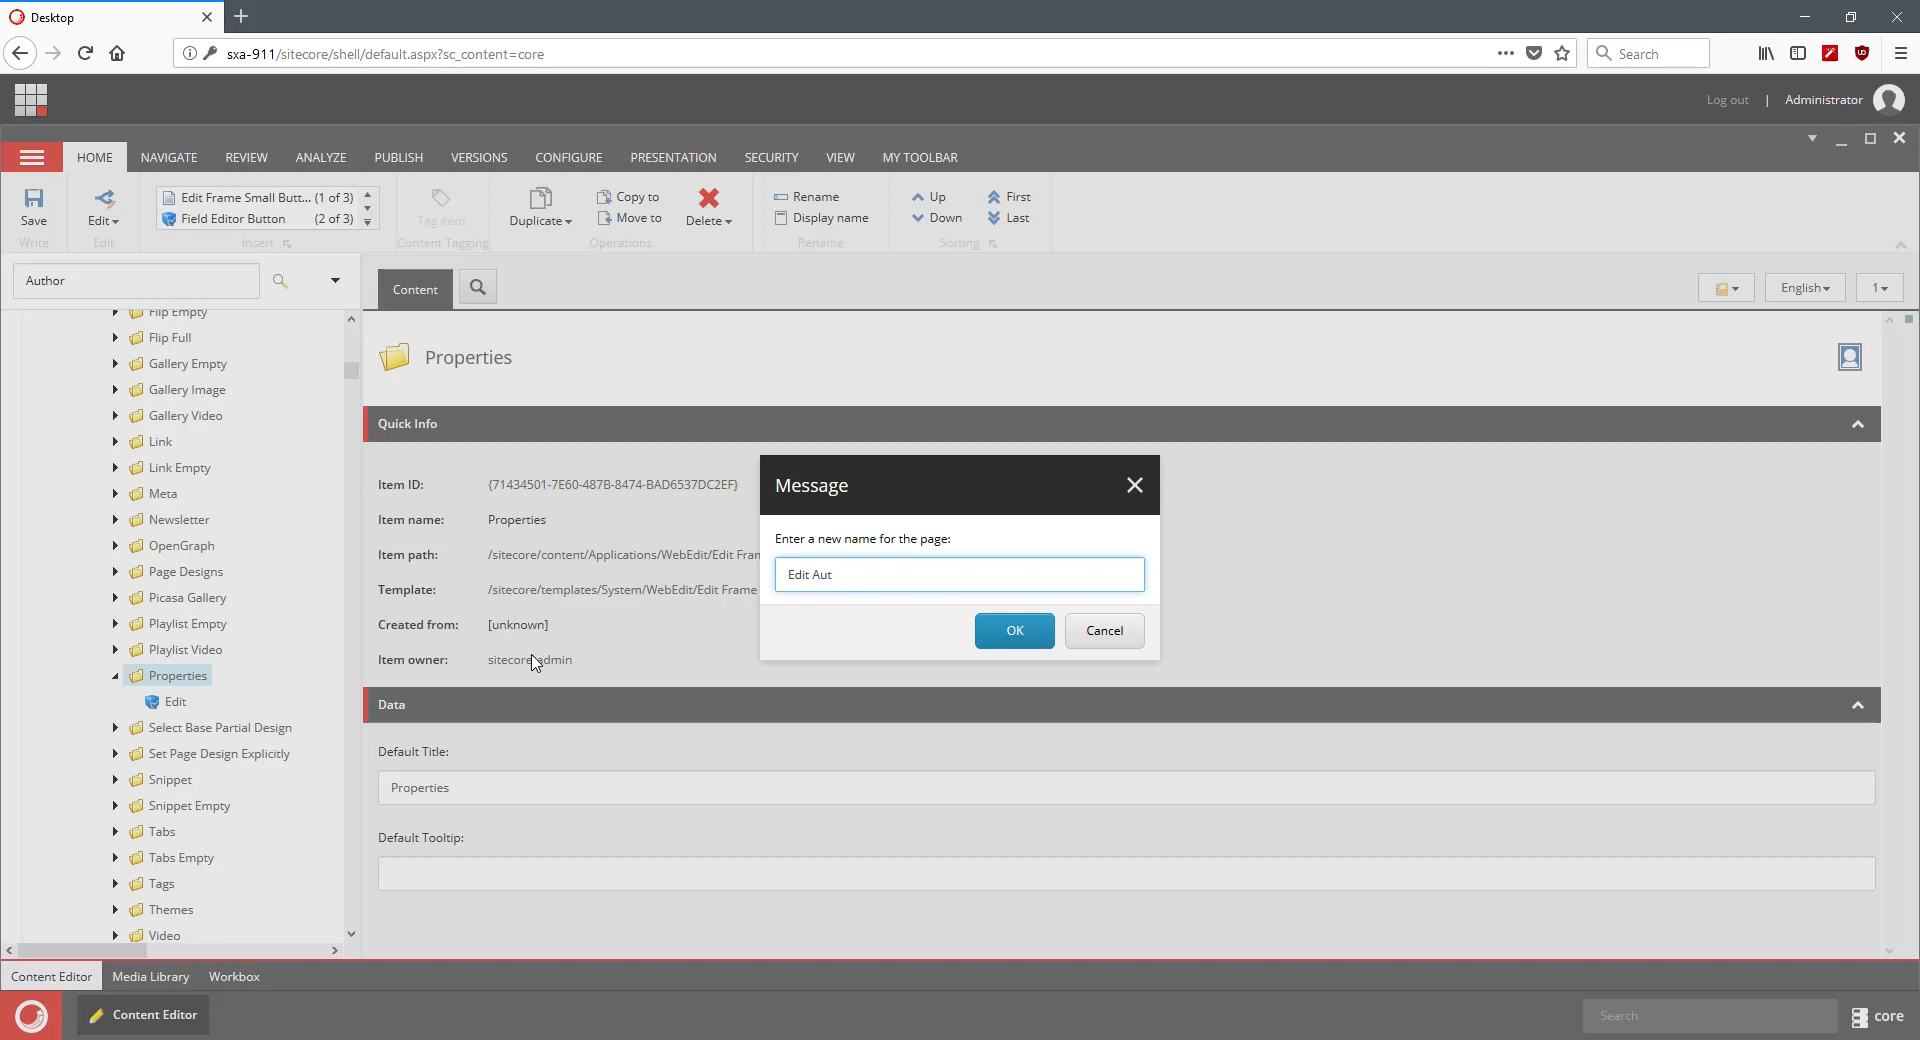 Desktop
sxa-911/sitecore/shell/default.aspx?sc_content=core
Search
Log out | Administrator
HOME NAVIGATE REVIEW ANALYZE PUBLISH VERSIONS CONFIGURE PRESENTATION SECURITY VIEW MY TOOLBAR
Edit Frame Small Butt... (1 of 3)
Field Editor Button (2 of 3)
Save
Edit
Tag item
Duplicate
Copy to
Move to
Delete
Rename
Display name
Up
Down
First
Last
Write
Edit
Insert
Content Tagging
Operations
Rename
Sorting
Author
Content
English
1
Flip Empty
Flip Full
Gallery Empty
Gallery Image
Gallery Video
Link
Link Empty
Meta
Newsletter
OpenGraph
Page Designs
Picasa Gallery
Playlist Empty
Playlist Video
Properties
Edit
Select Base Partial Design
Set Page Design Explicitly
Snippet
Snippet Empty
Tabs
Tabs Empty
Tags
Themes
Video
Properties
Quick Info
Item ID: {71434501-7E60-487B-8474-BAD6537DC2EF}
Item name: Properties
Item path: /sitecore/content/Applications/WebEdit/Edit Fram
Template: /sitecore/templates/System/WebEdit/Edit Frame
Created from: [unknown]
Item owner: sitecore\admin
Message
Enter a new name for the page:
Edit Aut
OK
Cancel
Data
Default Title:
Properties
Default Tooltip:
Content Editor Media Library Workbox
Content Editor
Search
core